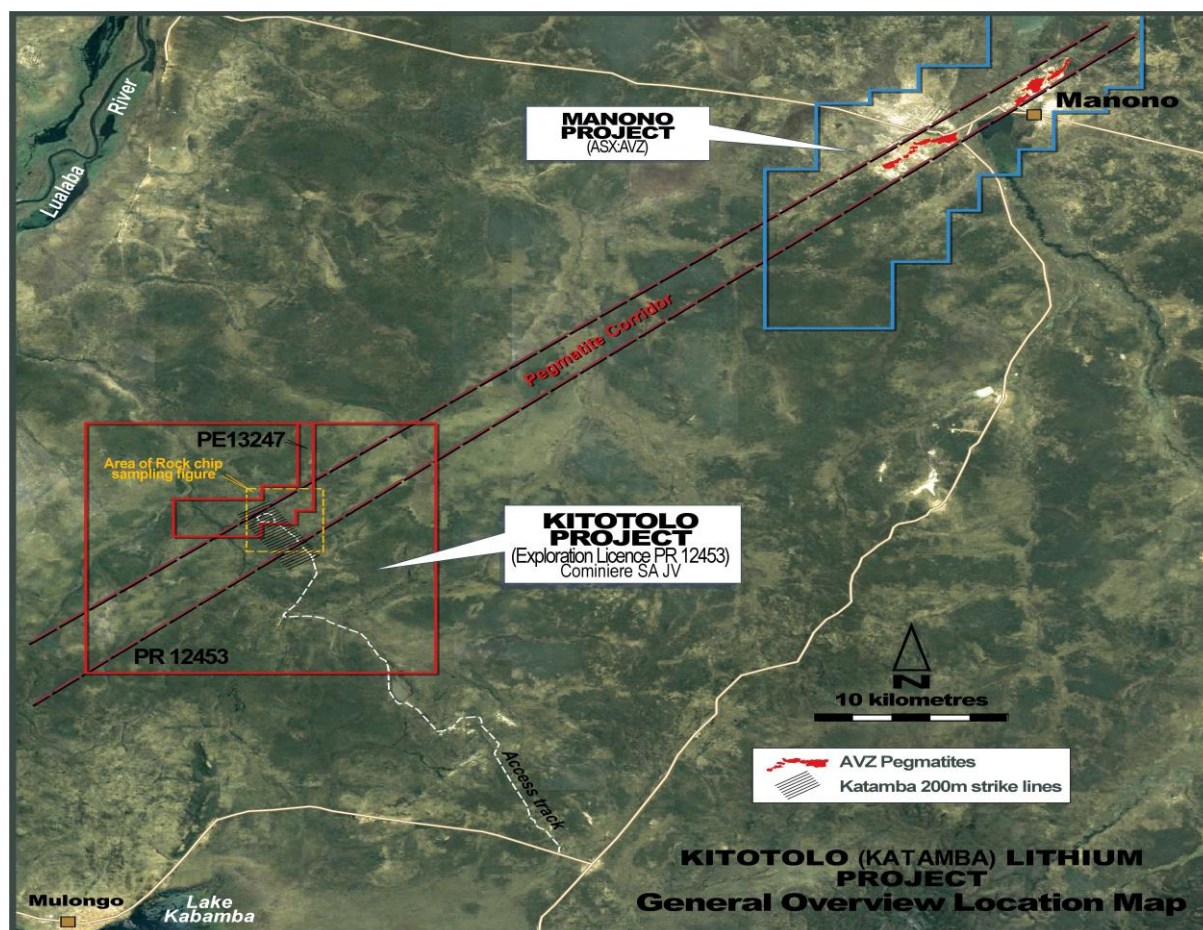 River
Lualaba
MANONO
PROJECT
(ASX:AVZ)
Manono
Pegmatite Corridor
PE13247
Area of Rock chip
sampling figure
KITOTOLO
PROJECT
(Exploration Licence PR 12453)
Cominiere SA JV
PR 12453
N
10 kilometres
Access track
AVZ Pegmatites
Katamba 200m strike lines
KITOTOLO (KATAMBA) LITHIUM
PROJECT
General Overview Location Map
Mulongo
Lake
Kabamba